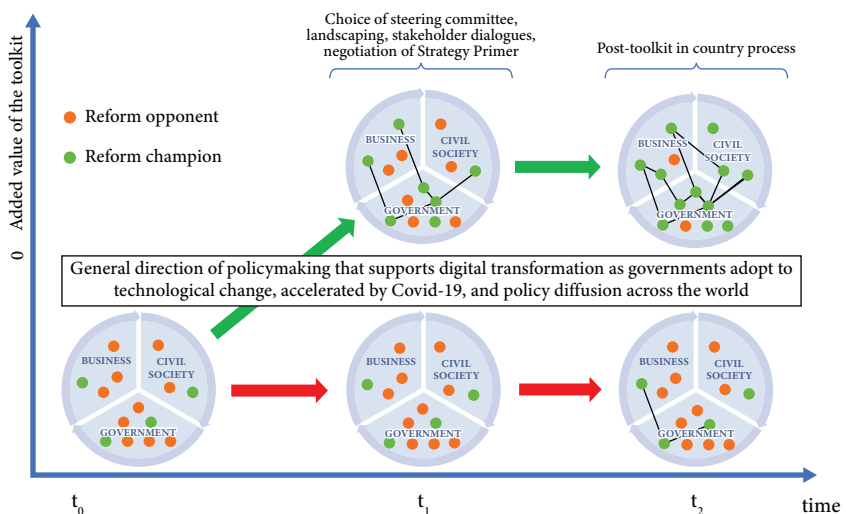 Choice of steering committee,
landscaping, stakeholder dialogues,
negotiation of Strategy Primer
Post-toolkit in country process
0 Added value of the toolkit
Reform opponent
Reform champion
BUSINESS
CIVIL
SOCIETY
GOVERNMENT
BUSINESS
CIVIL
SOCIETY
GOVERNMENT
General direction of policymaking that supports digital transformation as governments adopt to
technological change, accelerated by Covid-19, and policy diffusion across the world
BUSINESS
CIVIL
SOCIETY
GOVERNMENT
BUSINESS
CIVIL
SOCIETY
GOVERNMENT
BUSINESS
CIVIL
SOCIETY
GOVERNMENT
t0
t1
t2
time